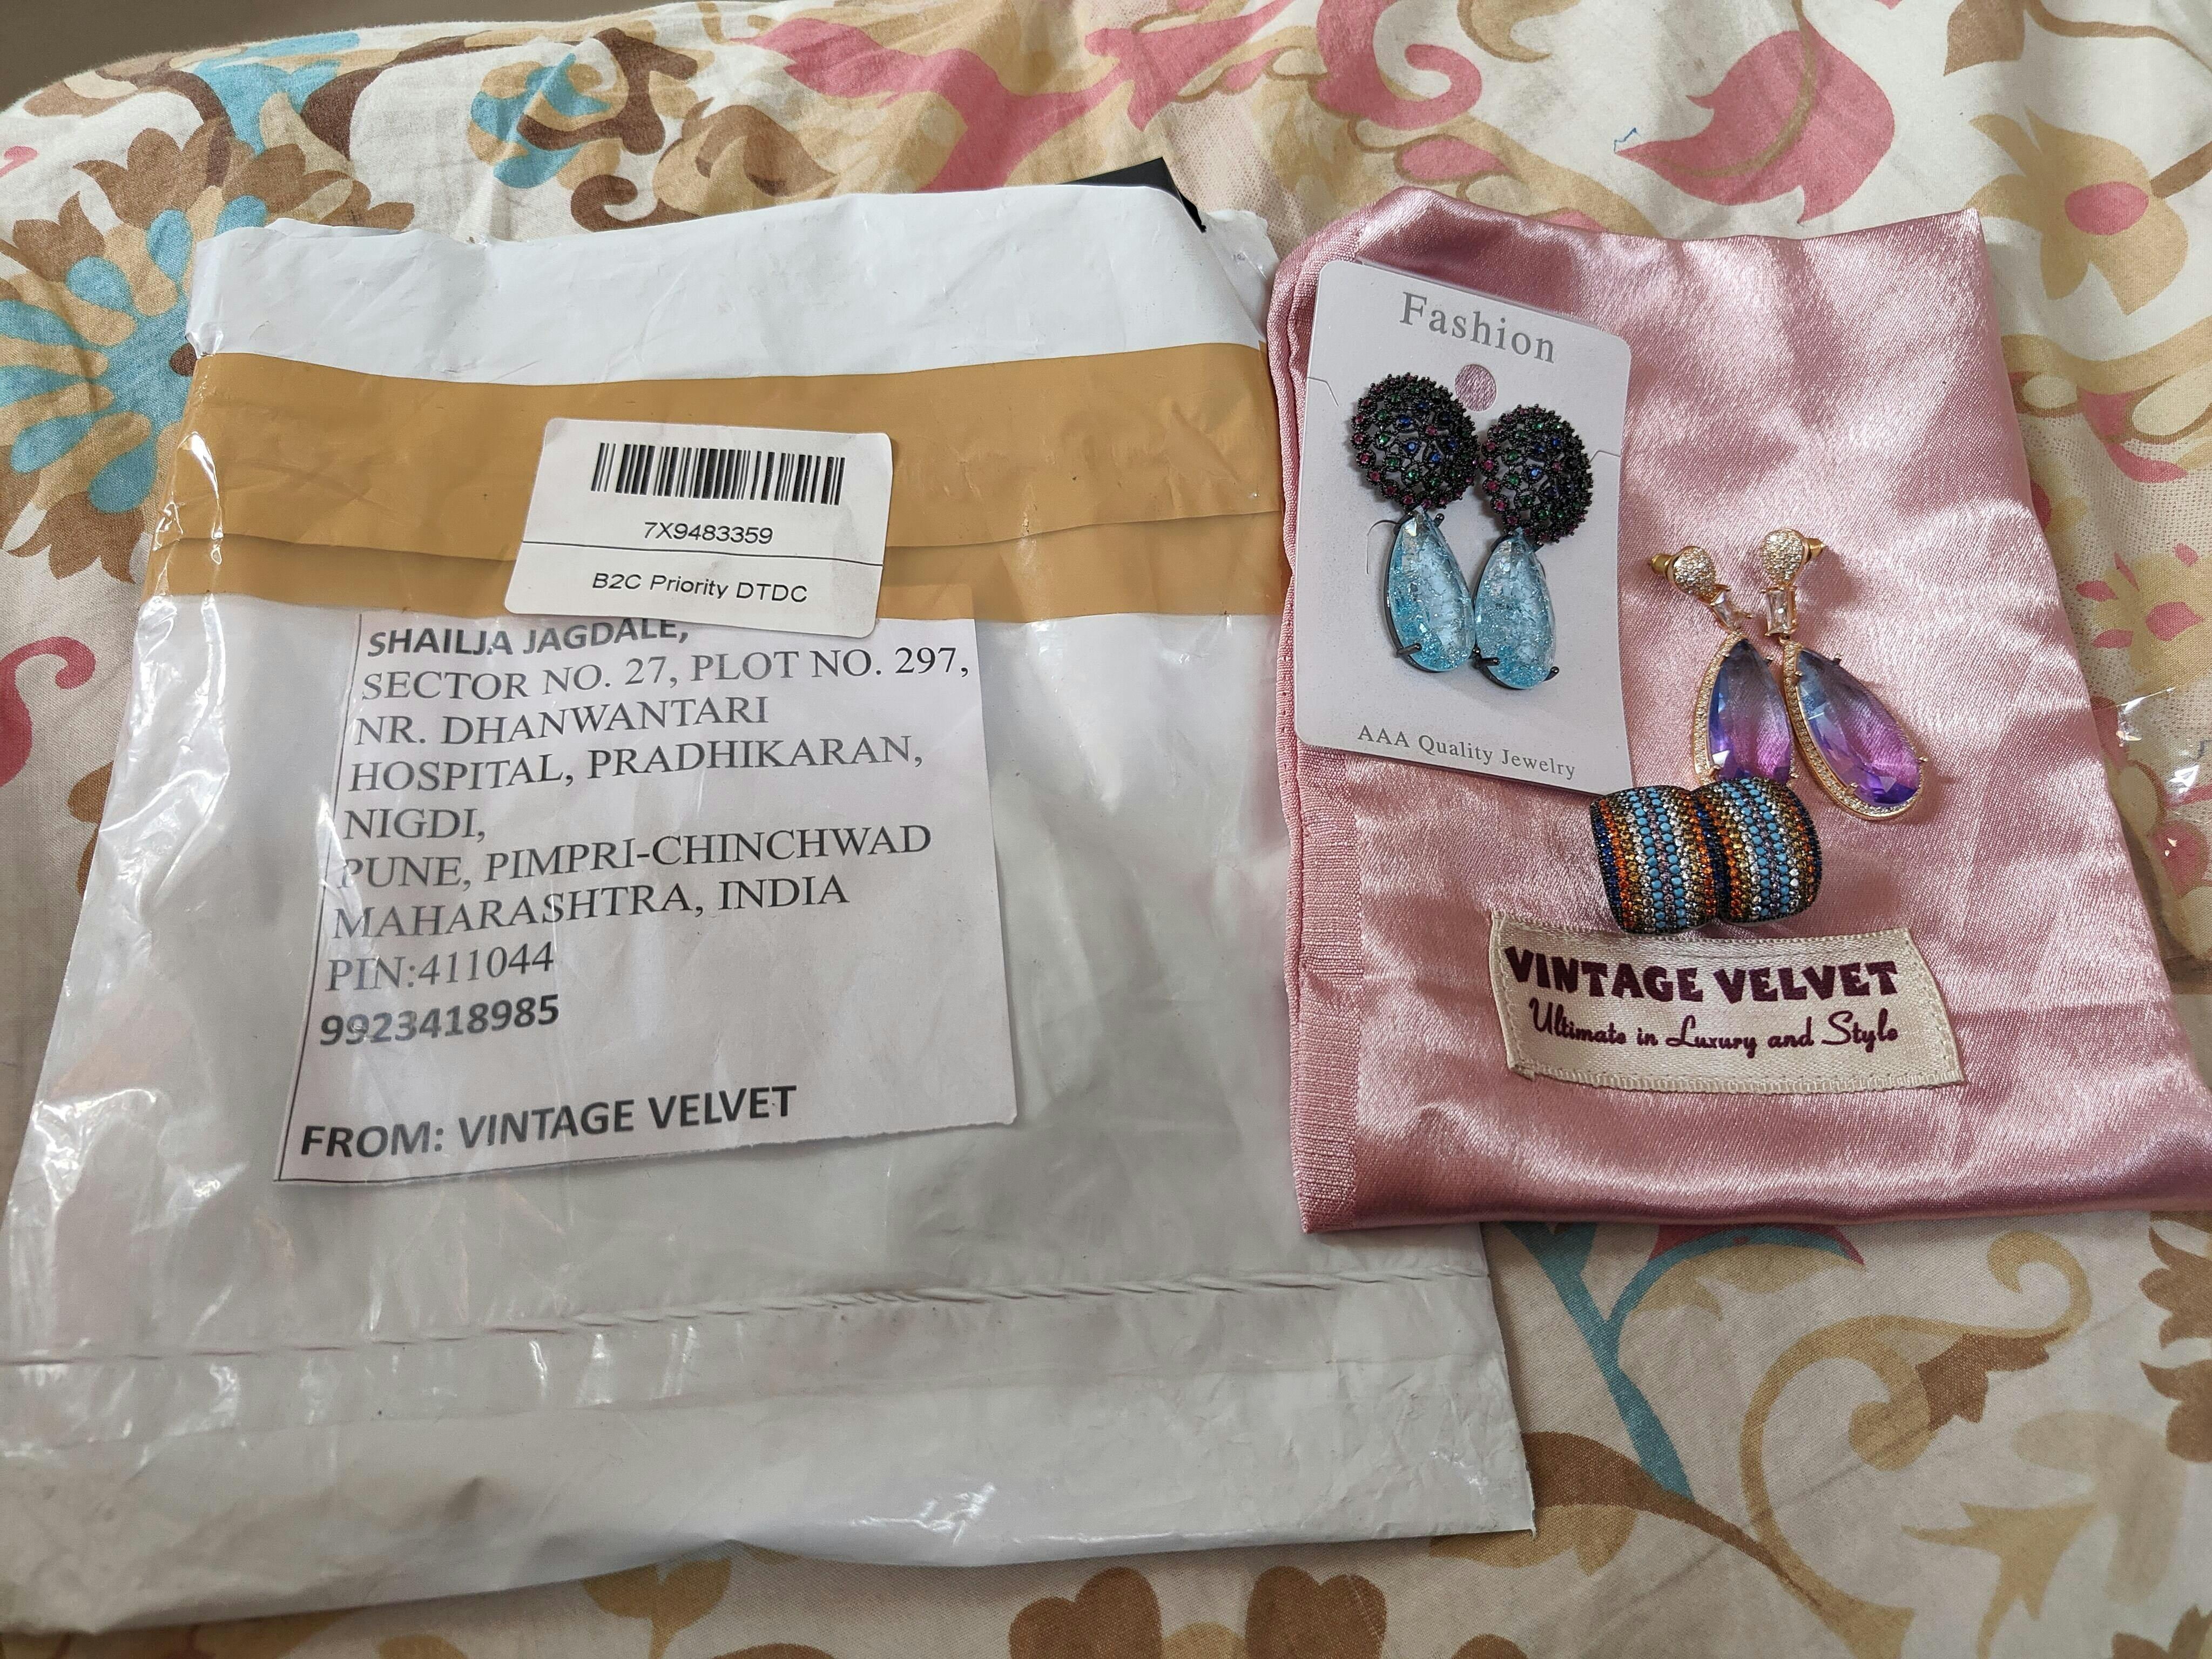 7X9483359
B2C Priority DTDC
SHAILJA JAGDALE,
SECTOR NO. 27, PLOT NO. 297,
NR. DHANWANTARI
HOSPITAL, PRADHIKARAN,
NIGDI,
PUNE, PIMPRI-CHINCHWAD
MAHARASHTRA, INDIA
PIN:411044
9923418985
FROM: VINTAGE VELVET
Fashion
AAA Quality Jewelry
VINTAGE VELVET
Ultimate in Luxury and Style